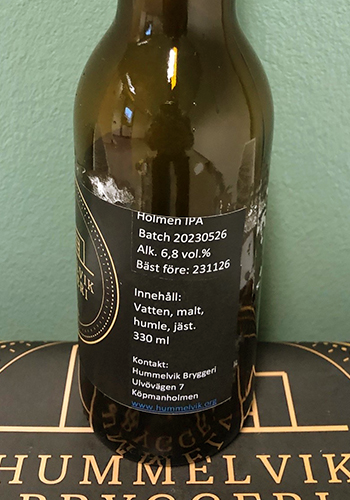 Holmen IPA
Batch 20230526
Alk. 6,8 vol.%
Bäst före: 231126
Innehåll:
Vatten, malt,
humle, jäst.
330 ml
Kontakt:
Hummelvik Bryggeri
Ulvövägen 7
Köpmanholmen
www.hummelvik.org
HUMMELVIK
BRYGGERI